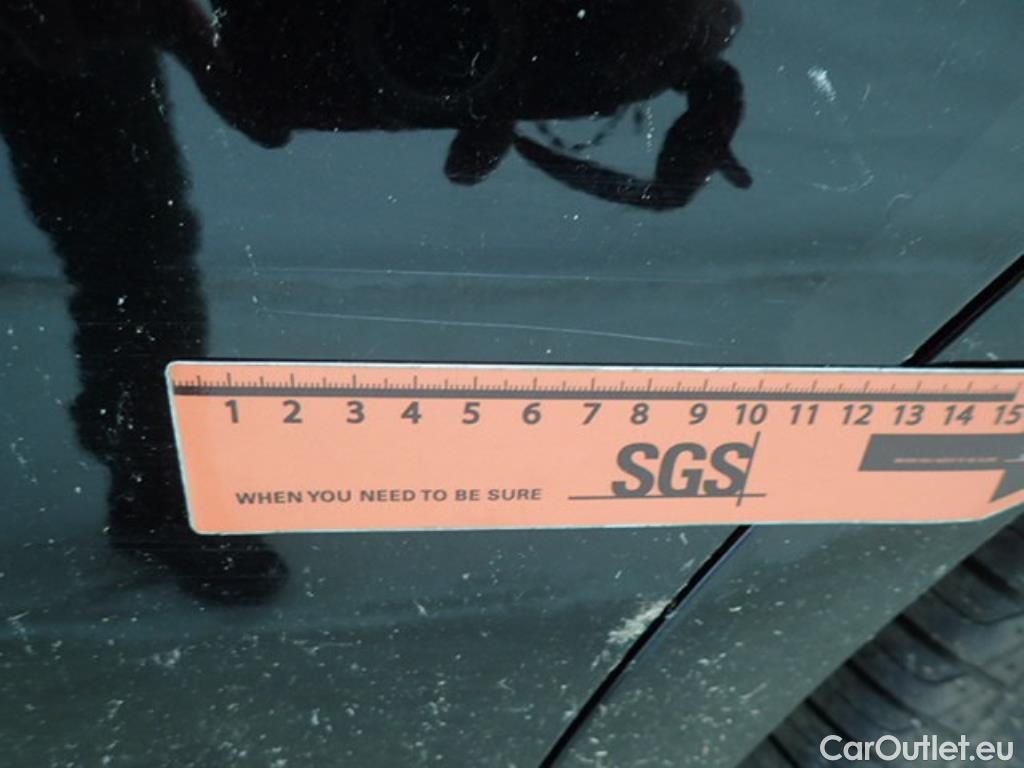 1 2 3 4 5 6 7 8 9 10 11 12 13 14 15
SGS
WHEN YOU NEED TO BE SURE
CarOutlet.eu